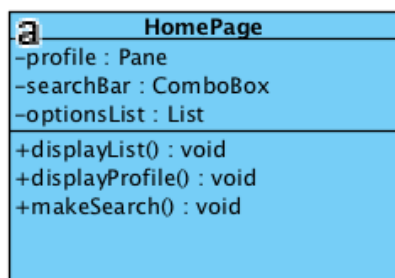 a
HomePage
-profile : Pane
-searchBar : ComboBox
-optionsList : List
+displayList() : void
+displayProfile() : void
+makeSearch() : void